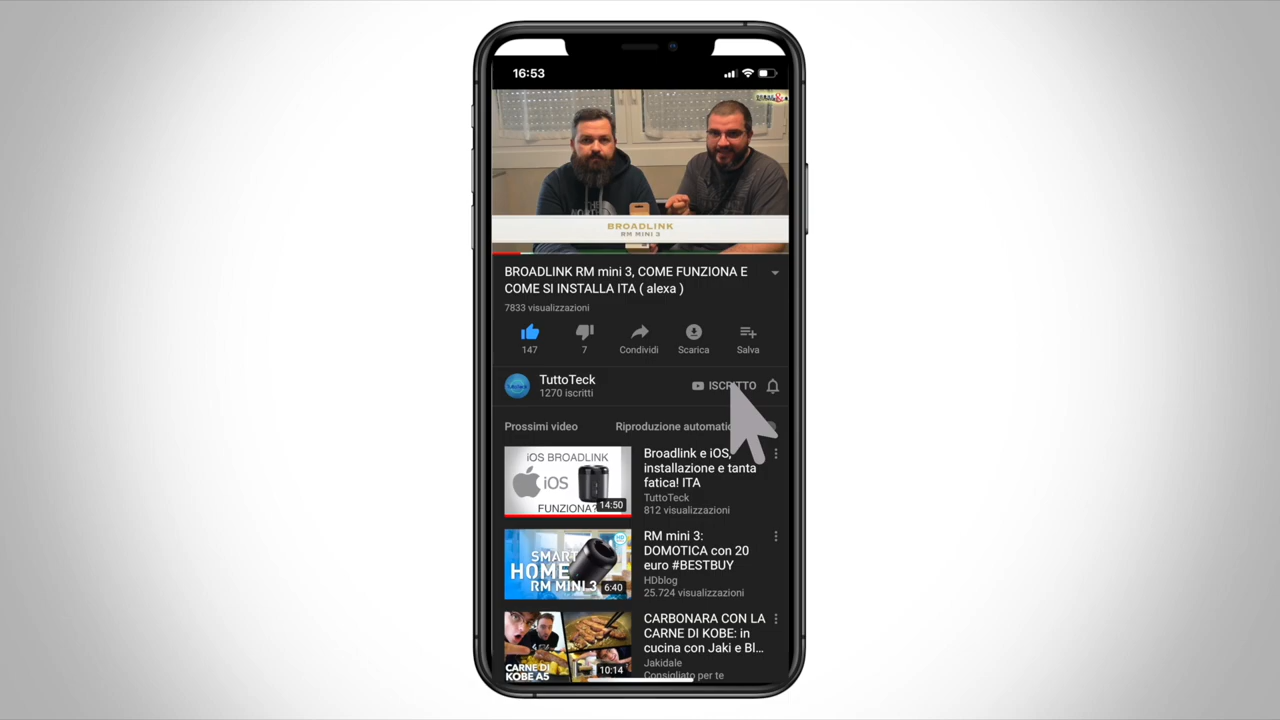 16:53
BROADLINK
RM MINI 3
BROADLINK RM mini 3, COME FUNZIONA E
COME SI INSTALLA ITA ( alexa )
7833 visualizzazioni
147
7
Condividi
Scarica
Salva
TuttoTeck
1270 iscritti
ISCRITTO
Prossimi video
Riproduzione automatic
iOS BROADLINK
iOS
FUNZIONA?
14:50
Broadlink e iOS,
installazione e tanta
fatica! ITA
TuttoTeck
812 visualizzazioni
SMART
HOME
RM MINI 3
HD
6:40
RM mini 3:
DOMOTICA con 20
euro #BESTBUY
HDblog
25.724 visualizzazioni
CARNE DI
KOBE A5
10:14
CARBONARA CON LA
CARNE DI KOBE: in
cucina con Jaki e Bl...
Jakidale
Consigliato per te